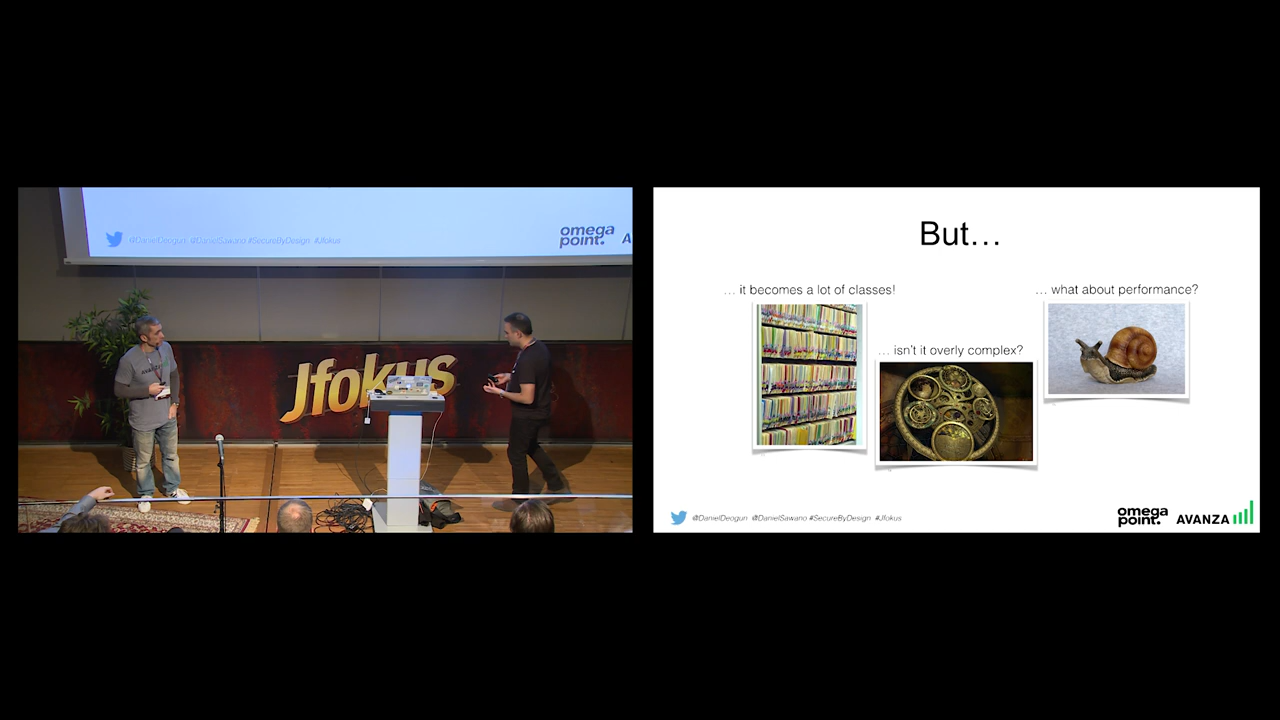 @DanielDeogun @DanielSawano #SecureByDesign #Jfokus
omega
point.
A
Jfokus
But…
… it becomes a lot of classes!
… what about performance?
… isn't it overly complex?
@DanielDeogun @DanielSawano #SecureByDesign #Jfokus
omega
point.
AVANZA